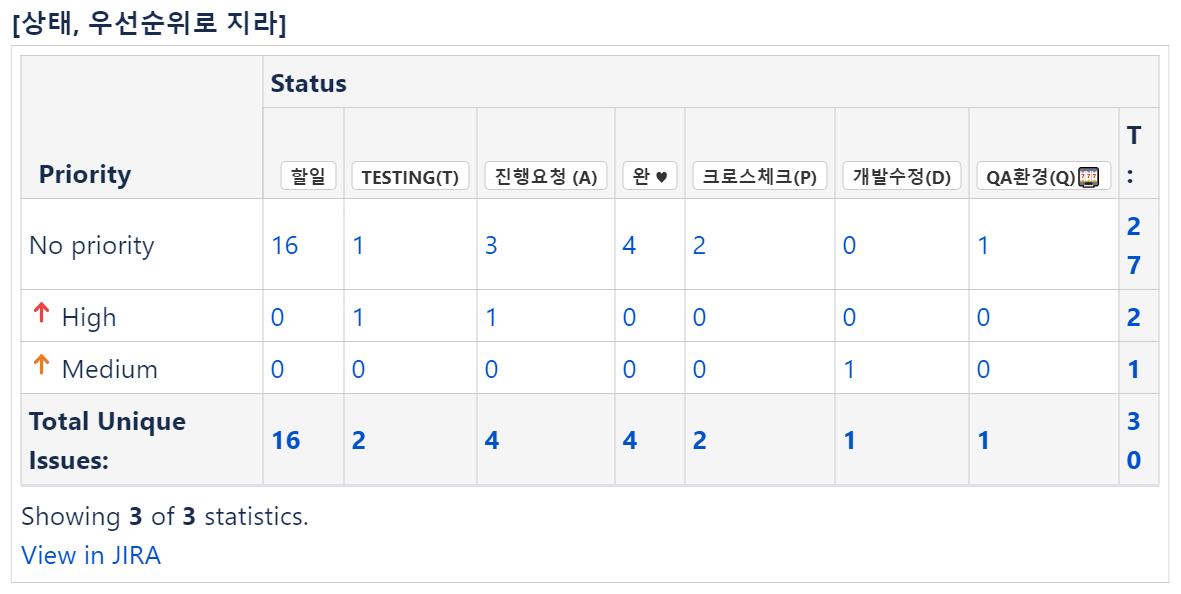 [상태, 우선순위로 지라]
Priority Status T:
할일 TESTING(T) 진행요청 (A) 완 ♥ 크로스체크(P) 개발수정(D) QA환경(Q)🎰
No priority 16 1 3 4 2 0 1 27
High 0 1 1 0 0 0 0 2
Medium 0 0 0 0 0 1 0 1
Total Unique Issues: 16 2 4 4 2 1 1 30
Showing 3 of 3 statistics.
View in JIRA